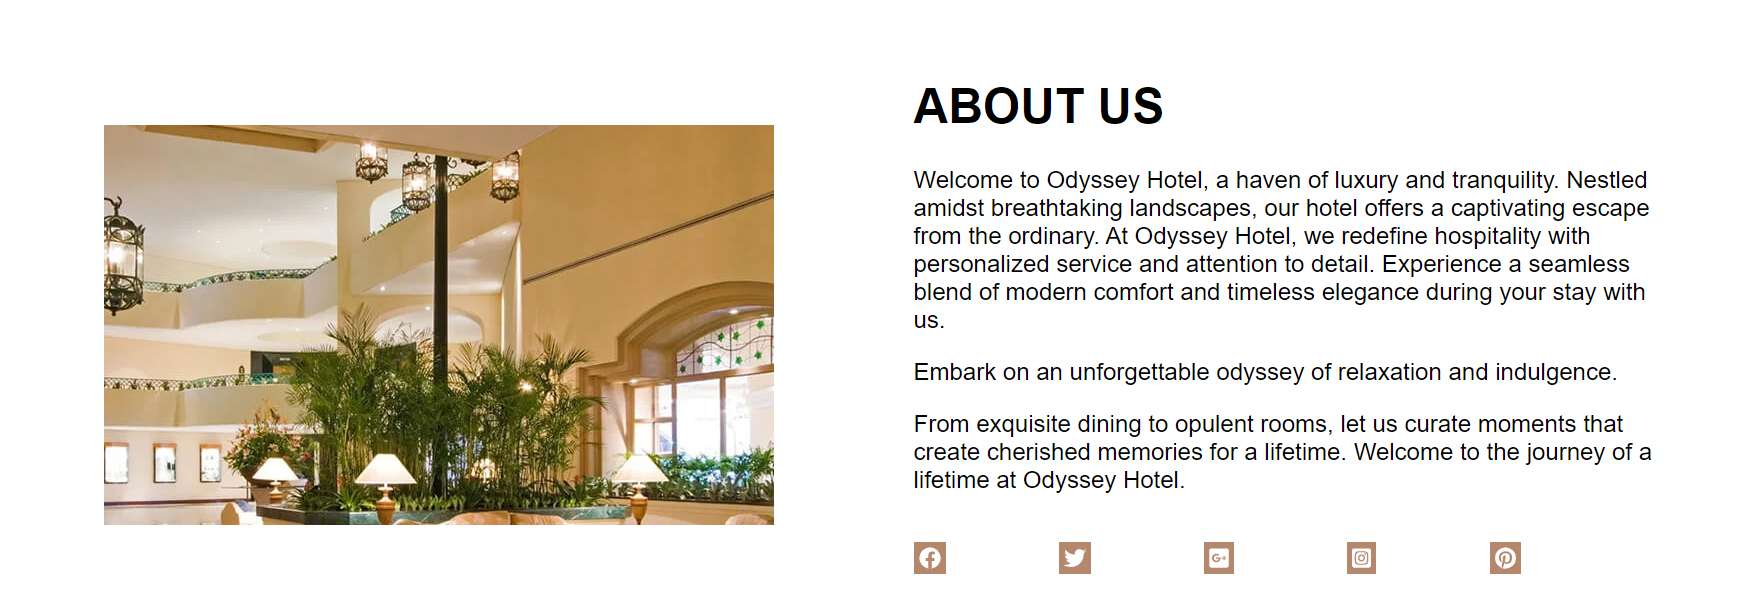 ABOUT US
Welcome to Odyssey Hotel, a haven of luxury and tranquility. Nestled
amidst breathtaking landscapes, our hotel offers a captivating escape
from the ordinary. At Odyssey Hotel, we redefine hospitality with
personalized service and attention to detail. Experience a seamless
blend of modern comfort and timeless elegance during your stay with
us.
Embark on an unforgettable odyssey of relaxation and indulgence.
From exquisite dining to opulent rooms, let us curate moments that
create cherished memories for a lifetime. Welcome to the journey of a
lifetime at Odyssey Hotel.